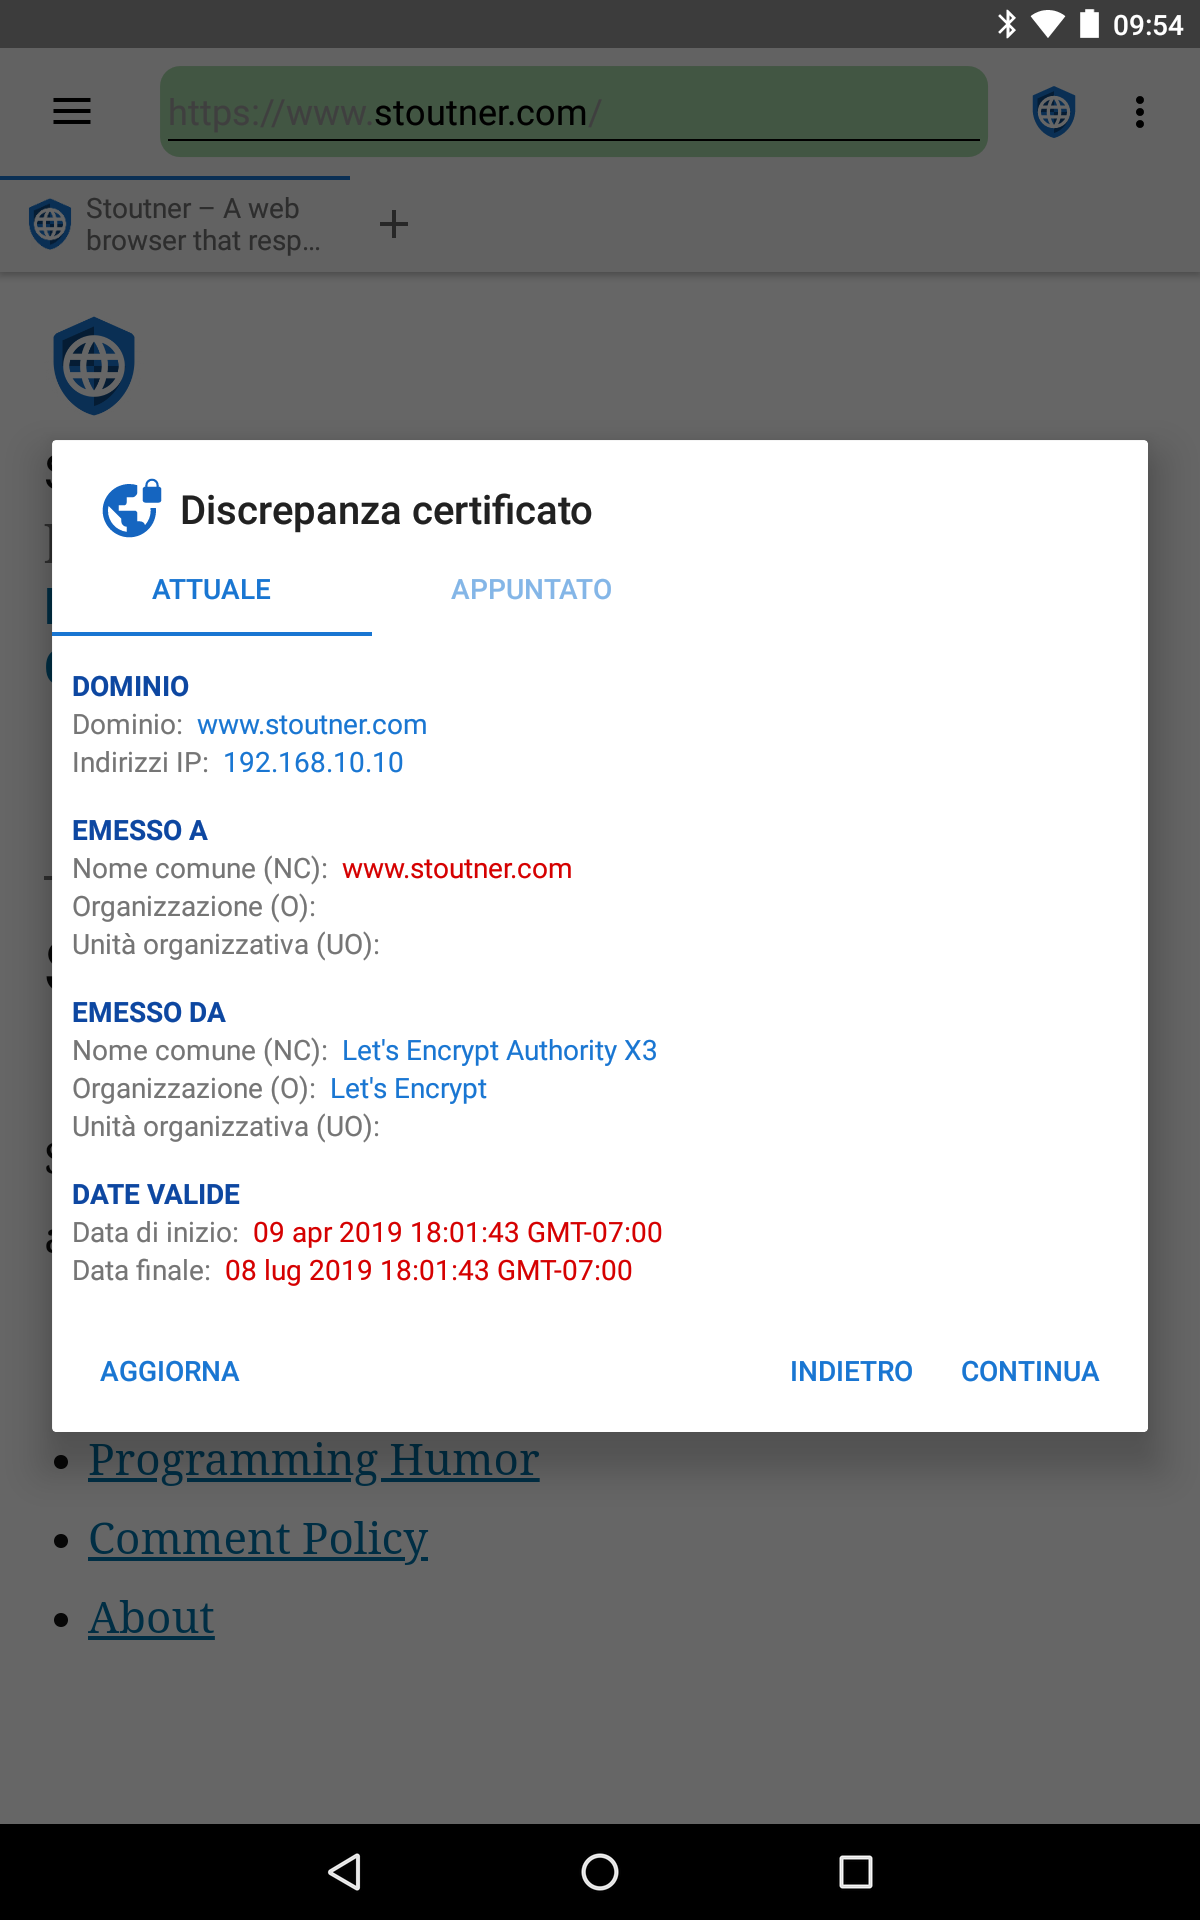 09:54
https://www.stoutner.com/
Stoutner – A web
browser that resp...
Discrepanza certificato
ATTUALE APPUNTATO
DOMINIO
Dominio: www.stoutner.com
Indirizzi IP: 192.168.10.10
EMESSO A
Nome comune (NC): www.stoutner.com
Organizzazione (O):
Unità organizzativa (UO):
EMESSO DA
Nome comune (NC): Let's Encrypt Authority X3
Organizzazione (O): Let's Encrypt
Unità organizzativa (UO):
DATE VALIDE
Data di inizio: 09 apr 2019 18:01:43 GMT-07:00
Data finale: 08 lug 2019 18:01:43 GMT-07:00
AGGIORNA INDIETRO CONTINUA
Programming Humor
Comment Policy
About